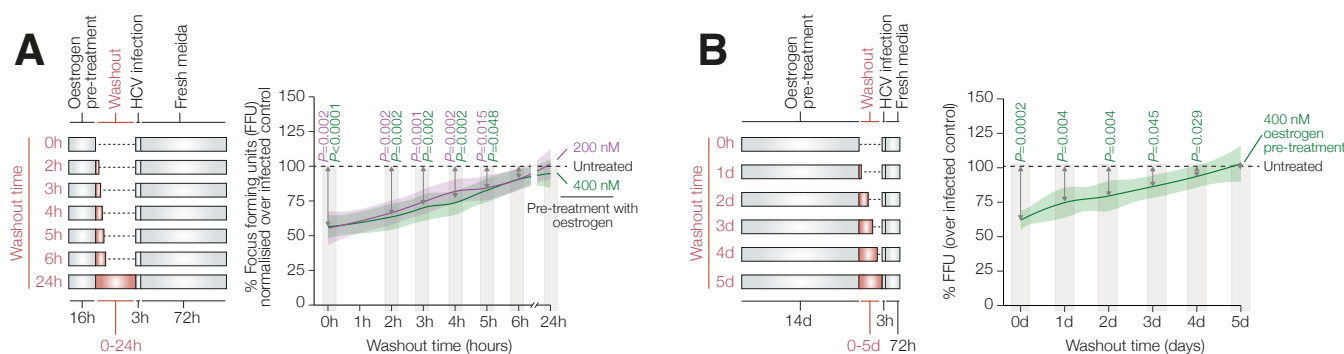 A
Oestrogen
pre-treatment
Washout
HCV infection
Fresh meida
Washout time
0h
2h
3h
4h
5h
6h
24h
16h
3h
72h
0-24h
% Focus forming units (FFU)
normalised over infected control
150
125
100
75
50
25
0
P=0.002
P<0.0001
P=0.002
P=0.002
P=0.001
P=0.002
P=0.002
P=0.002
P=0.015
P=0.048
200 nM
Untreated
400 nM
Pre-treatment with
oestrogen
0h
1h
2h
3h
4h
5h
6h
24h
Washout time (hours)
B
Oestrogen
pre-treatment
Washout
HCV infection
Fresh media
Washout time
0h
1d
2d
3d
4d
5d
14d
3h
0-5d
72h
% FFU (over infected control)
150
125
100
75
50
25
0
P=0.0002
P=0.004
P=0.004
P=0.045
P=0.029
400 nM
oestrogen
pre-treatment
Untreated
0d
1d
2d
3d
4d
5d
Washout time (days)